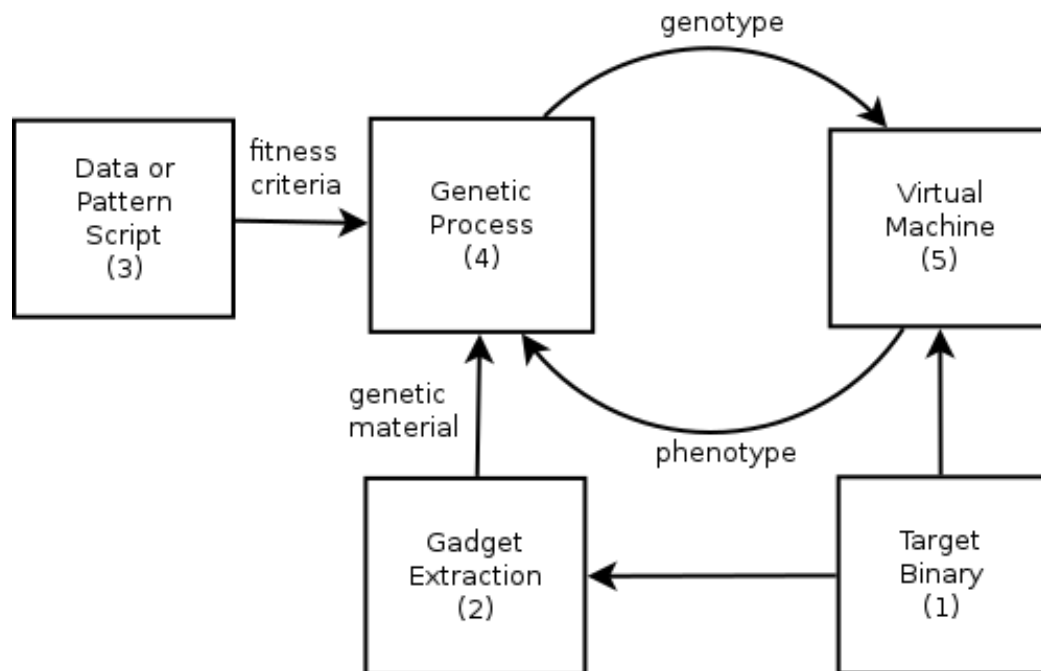 genotype
Data or
Pattern
Script
(3)
fitness
criteria
Genetic
Process
(4)
Virtual
Machine
(5)
genetic
material
phenotype
Gadget
Extraction
(2)
Target
Binary
(1)